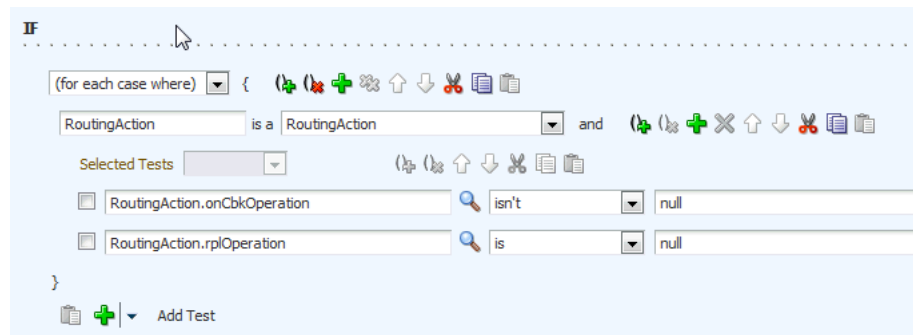 IF
(for each case where) {
RoutingAction is a RoutingAction and
Selected Tests
RoutingAction.onCbkOperation isn't null
RoutingAction.rplOperation is null
}
Add Test